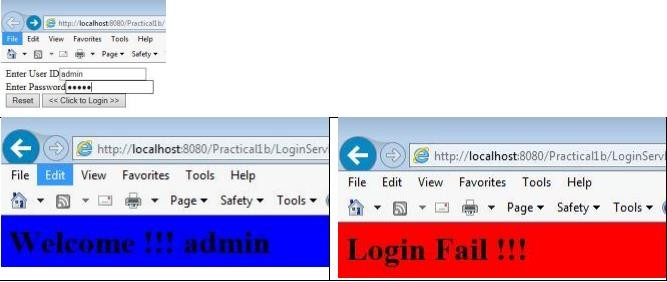 http://localhost:8080/Practical1b/
File Edit View Favorites Tools Help
Page Safety
Enter User ID admin
Enter Password •••••
Reset << Click to Login >>
http://localhost:8080/Practical1b/LoginServ
File Edit View Favorites Tools Help
Page Safety Tools
Welcome !!! admin
http://localhost:8080/Practical1b/LoginServ
File Edit View Favorites Tools Help
Page Safety Tools
Login Fail !!!